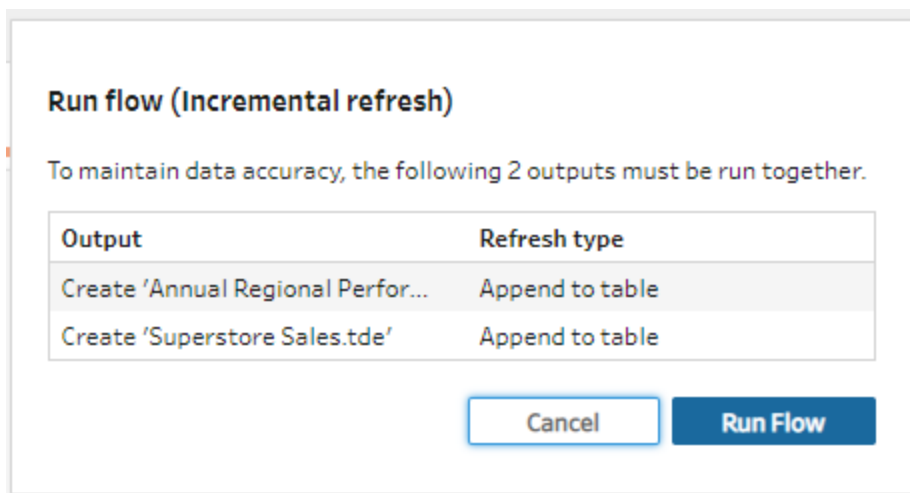 Run flow (Incremental refresh)
To maintain data accuracy, the following 2 outputs must be run together.
Output Refresh type
Create 'Annual Regional Perfor... Append to table
Create 'Superstore Sales.tde' Append to table
Cancel Run Flow